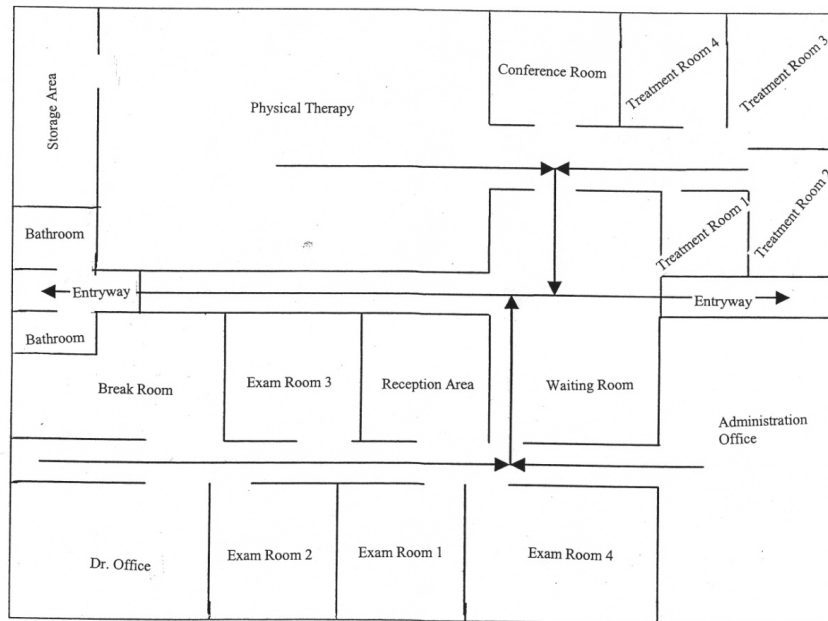 Storage Area
Physical Therapy
Conference Room
Treatment Room 4
Treatment Room 3
Bathroom
Treatment Room 1
Treatment Room 2
Entryway
Entryway
Bathroom
Break Room
Exam Room 3
Reception Area
Waiting Room
Administration
Office
Dr. Office
Exam Room 2
Exam Room 1
Exam Room 4